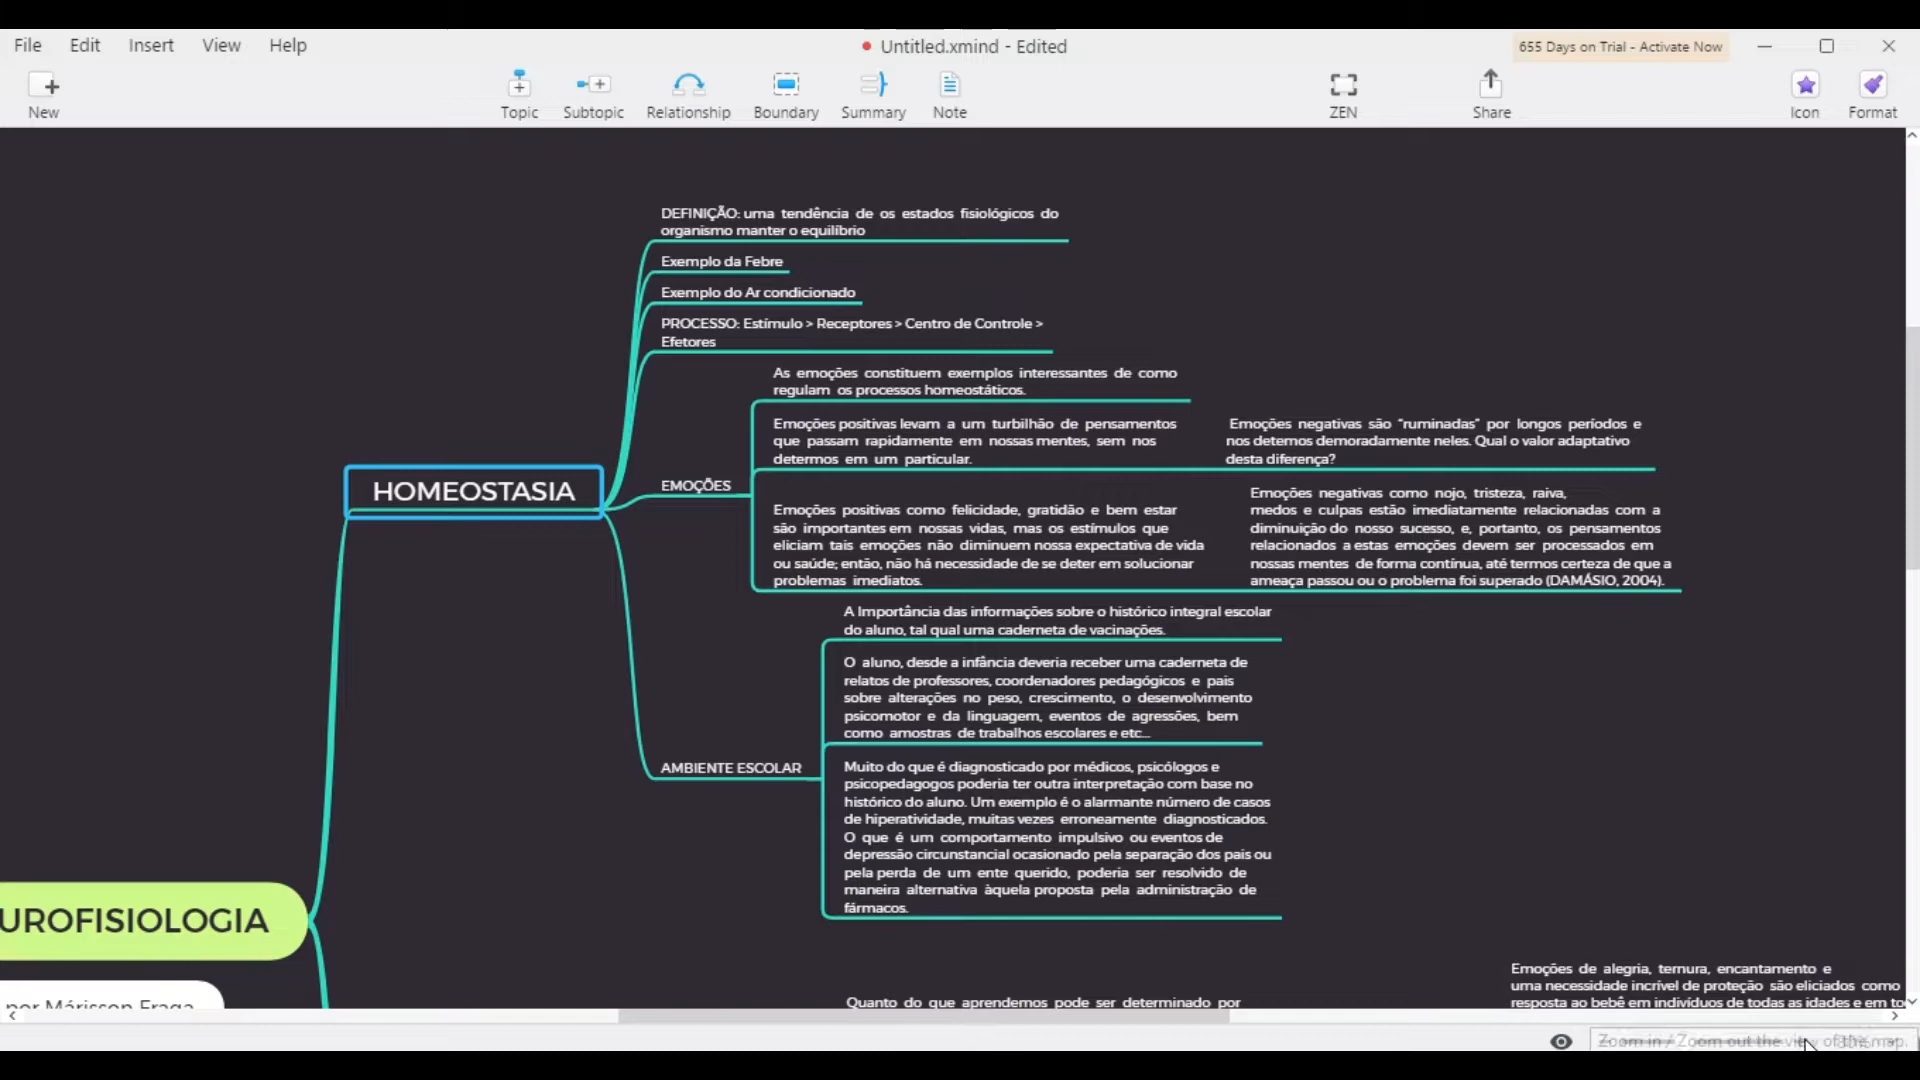 File Edit Insert View Help
Untitled.xmind - Edited
655 Days on Trial - Activate Now
New Topic Subtopic Relationship Boundary Summary Note ZEN Share Icon Format
DEFINIÇÃO: uma tendência de os estados fisiológicos do
organismo manter o equilíbrio
Exemplo da Febre
Exemplo do Ar condicionado
PROCESSO: Estímulo > Receptores > Centro de Controle >
Efetores
HOMEOSTASIA
EMOÇÕES
As emoções constituem exemplos interessantes de como
regulam os processos homeostáticos.
Emoções positivas levam a um turbilhão de pensamentos
que passam rapidamente em nossas mentes, sem nos
determos em um particular.
Emoções negativas são "ruminadas" por longos períodos e
nos detemos demoradamente neles. Qual o valor adaptativo
desta diferença?
Emoções positivas como felicidade, gratidão e bem estar
são importantes em nossas vidas, mas os estímulos que
eliciam tais emoções não diminuem nossa expectativa de vida
ou saúde; então, não há necessidade de se deter em solucionar
problemas imediatos.
Emoções negativas como nojo, tristeza, raiva,
medos e culpas estão imediatamente relacionadas com a
diminuição do nosso sucesso, e, portanto, os pensamentos
relacionados a estas emoções devem ser processados em
nossas mentes de forma contínua, até termos certeza de que a
ameaça passou ou o problema foi superado (DAMÁSIO, 2004).
AMBIENTE ESCOLAR
A Importância das informações sobre o histórico integral escolar
do aluno, tal qual uma caderneta de vacinações.
O aluno, desde a infância deveria receber uma caderneta de
relatos de professores, coordenadores pedagógicos e pais
sobre alterações no peso, crescimento, o desenvolvimento
psicomotor e da linguagem, eventos de agressões, bem
como amostras de trabalhos escolares e etc...
Muito do que é diagnosticado por médicos, psicólogos e
psicopedagogos poderia ter outra interpretação com base no
histórico do aluno. Um exemplo é o alarmante número de casos
de hiperatividade, muitas vezes erroneamente diagnosticados.
O que é um comportamento impulsivo ou eventos de
depressão circunstancial ocasionado pela separação dos pais ou
pela perda de um ente querido, poderia ser resolvido de
maneira alternativa àquela proposta pela administração de
fármacos.
UROFISIOLOGIA
por Márisson Fraga
Quanto do que aprendemos pode ser determinado por
Emoções de alegria, ternura, encantamento e
uma necessidade incrível de proteção são eliciados como
resposta ao bebê em indivíduos de todas as idades e em to
Zoom in / Zoom out the view of the map.